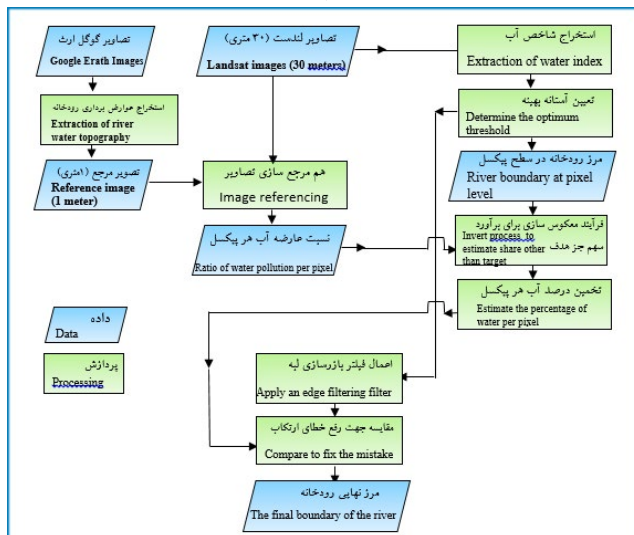 تصاویر گوگل ارث
Google Erath Images
تصاویر لندست (۳۰ متری)
Landsat images (30 meters)
استخراج شاخص آب
Extraction of water index
استخراج عوارض برداری رودخانه
Extraction of river
water topography
تعیین آستانه بهینه
Determine the optimum
threshold
تصویر مرجع (۱متری)
Reference image
(1 meter)
هم مرجع سازی تصاویر
Image referencing
مرز رودخانه در سطح پیکسل
River boundary at pixel
level
نسبت عارضه آب هر پیکسل
Ratio of water pollution per pixel
فرآیند معکوس سازی برای برآورد
سهم جز هدف
Invert process to
estimate share other
than target
تخمین درصد آب هر پیکسل
Estimate the percentage of
water per pixel
داده
Data
پردازش
Processing
اعمال فیلتر بازرسازی لبه
Apply an edge filtering filter
مقایسه جهت رفع خطای ارتکاب
Compare to fix the mistake
مرز نهایی رودخانه
The final boundary of the river